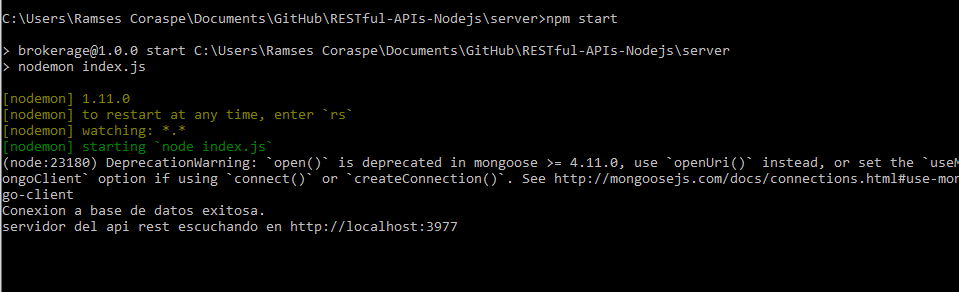 C:\Users\Ramses Coraspe\Documents\GitHub\RESTful-APIs-Nodejs\server>npm start
> brokerage@1.0.0 start C:\Users\Ramses Coraspe\Documents\GitHub\RESTful-APIs-Nodejs\server
> nodemon index.js
[nodemon] 1.11.0
[nodemon] to restart at any time, enter `rs`
[nodemon] watching: *.*
[nodemon] starting `node index.js`
(node:23180) DeprecationWarning: `open()` is deprecated in mongoose >= 4.11.0, use `openUri()` instead, or set the `useM
ongoClient` option if using `connect()` or `createConnection()`. See http://mongoosejs.com/docs/connections.html#use-mon
go-client
Conexion a base de datos exitosa.
servidor del api rest escuchando en http://localhost:3977